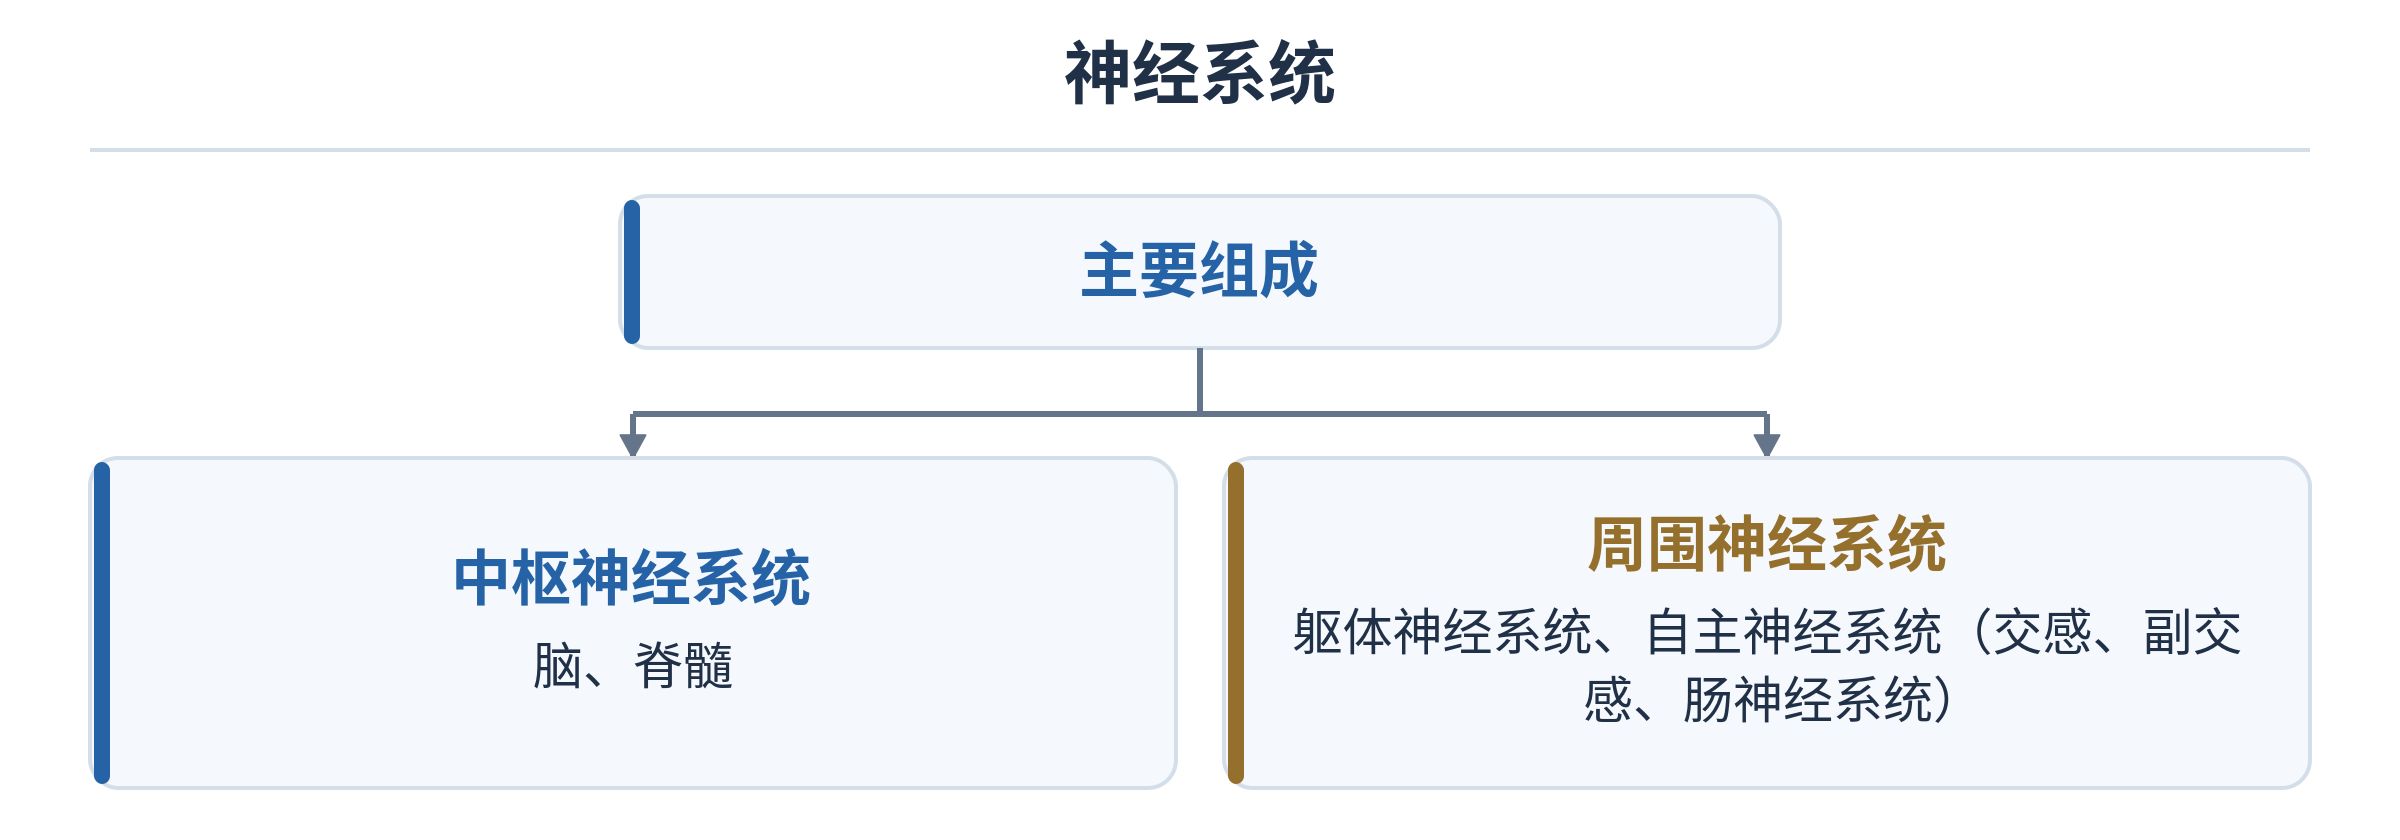 神经系统
主要组成
中枢神经系统
脑、脊髓
周围神经系统
躯体神经系统、自主神经系统（交感、副交
感、肠神经系统）